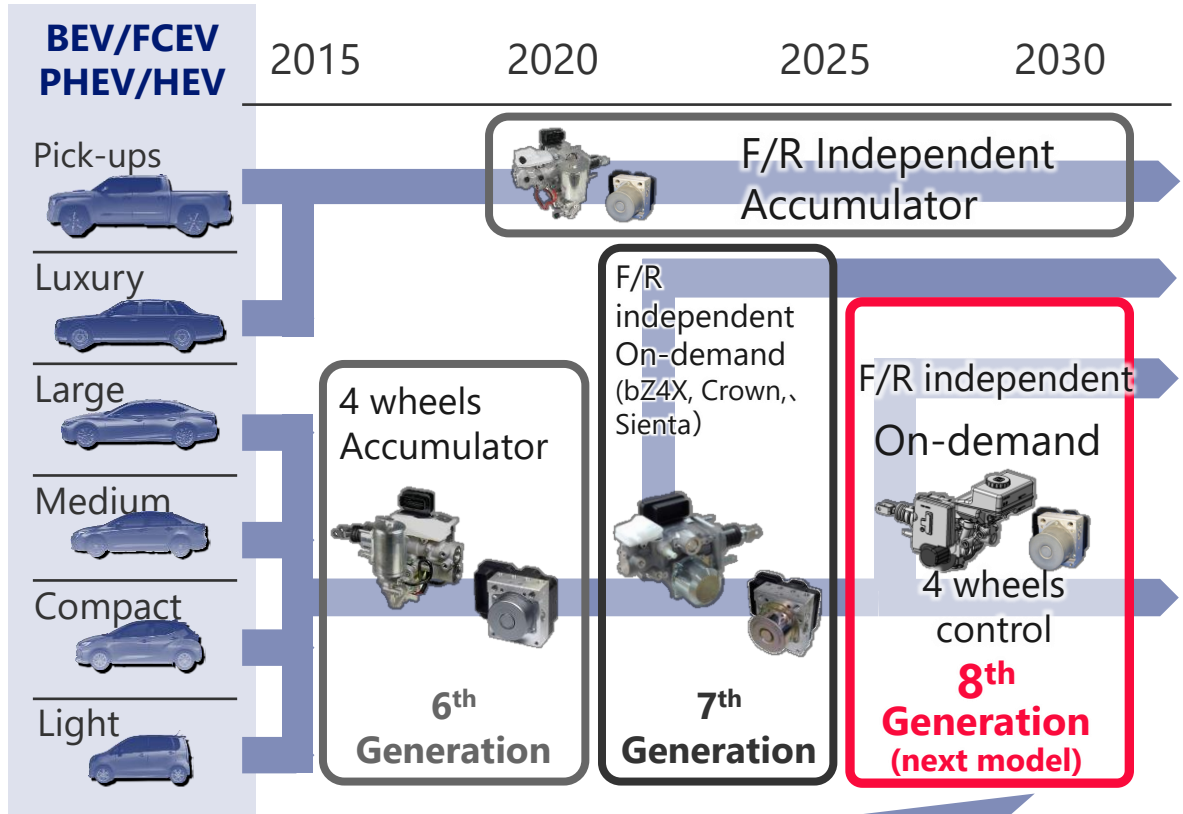 BEV/FCEV
PHEV/HEV
2015
2020
2025
2030
Pick-ups
Luxury
Large
Medium
Compact
Light
F/R Independent
Accumulator
4 wheels
Accumulator
6th
Generation
F/R
independent
On-demand
(bZ4X, Crown,、
Sienta）
7th
Generation
F/R independent
On-demand
4 wheels
control
8th
Generation
(next model)